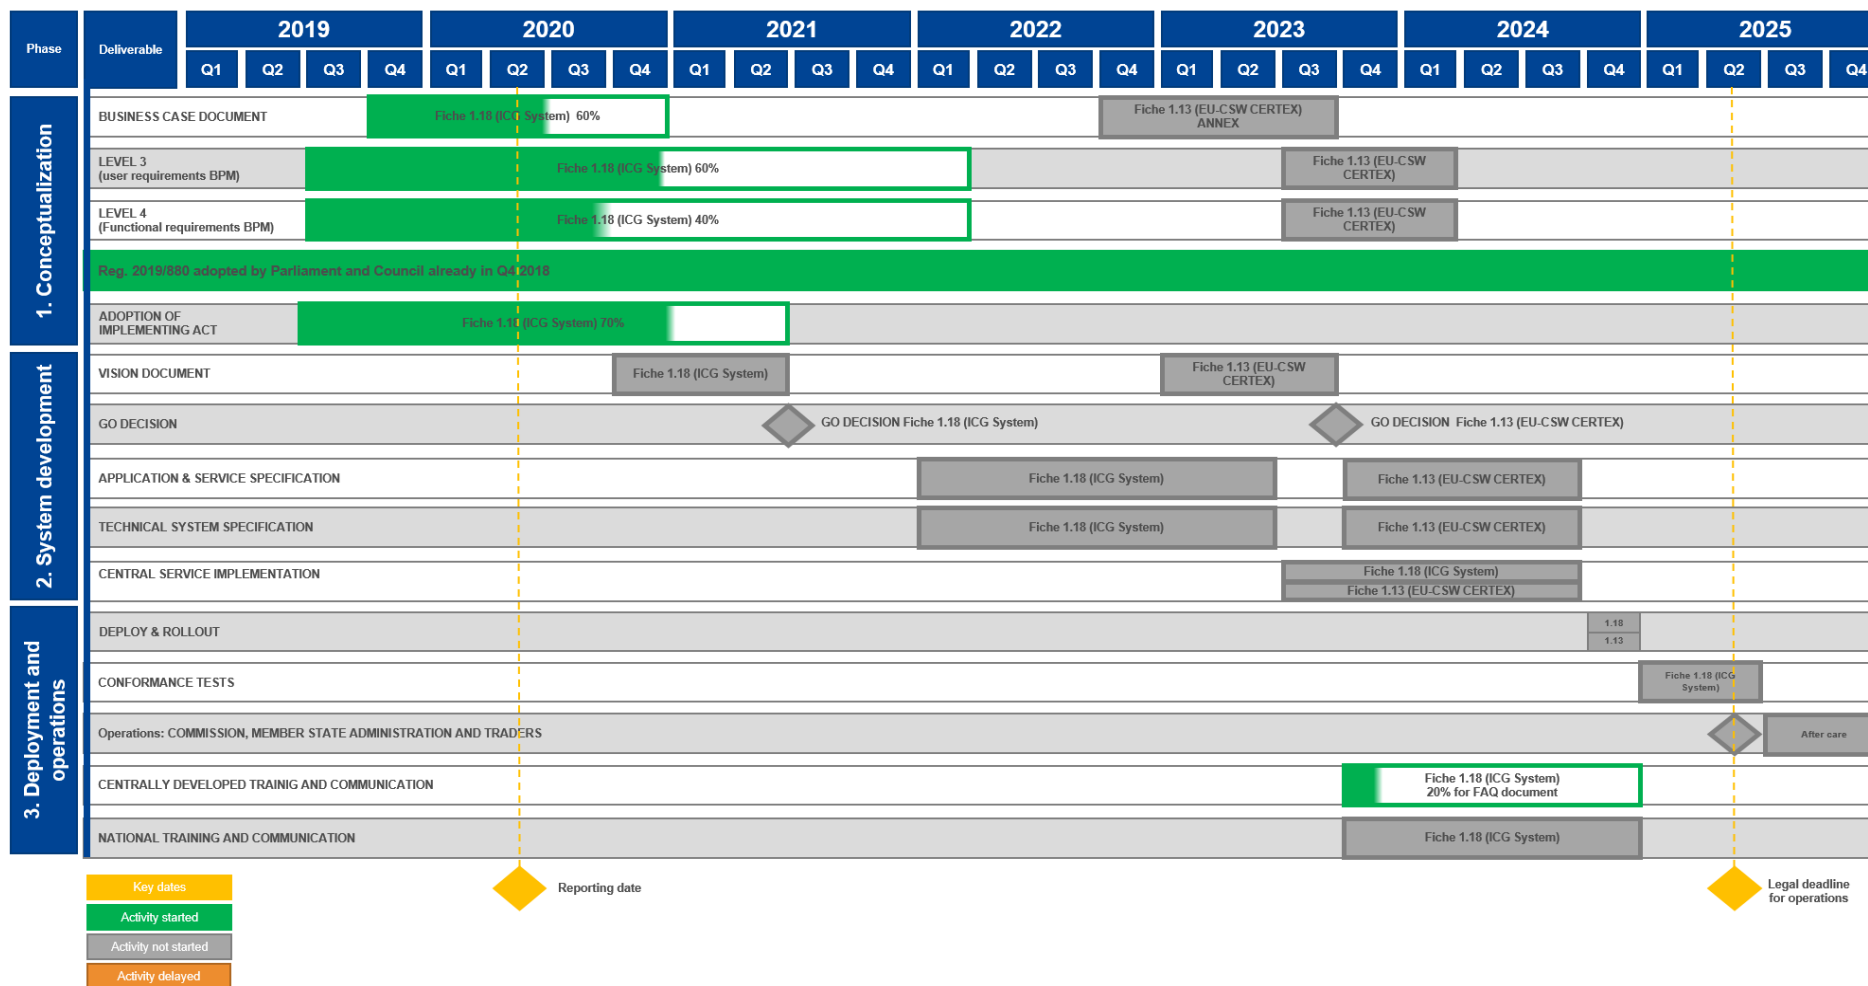 Phase
Deliverable
2019
2020
2021
2022
2023
2024
2025
Q1
Q2
Q3
Q4
Q1
Q2
Q3
Q4
Q1
Q2
Q3
Q4
Q1
Q2
Q3
Q4
Q1
Q2
Q3
Q4
Q1
Q2
Q3
Q4
Q1
Q2
Q3
Q4
1. Conceptualization
BUSINESS CASE DOCUMENT
Fiche 1.18 (ICG System) 60%
Fiche 1.13 (EU-CSW CERTEX)
ANNEX
LEVEL 3
(user requirements BPM)
Fiche 1.18 (ICG System) 60%
Fiche 1.13 (EU-CSW
CERTEX)
LEVEL 4
(Functional requirements BPM)
Fiche 1.18 (ICG System) 40%
Fiche 1.13 (EU-CSW
CERTEX)
Reg. 2019/880 adopted by Parliament and Council already in Q4 2018
ADOPTION OF
IMPLEMENTING ACT
Fiche 1.18 (ICG System) 70%
2. System development
VISION DOCUMENT
Fiche 1.18 (ICG System)
Fiche 1.13 (EU-CSW
CERTEX)
GO DECISION
GO DECISION Fiche 1.18 (ICG System)
GO DECISION Fiche 1.13 (EU-CSW CERTEX)
APPLICATION & SERVICE SPECIFICATION
Fiche 1.18 (ICG System)
Fiche 1.13 (EU-CSW CERTEX)
TECHNICAL SYSTEM SPECIFICATION
Fiche 1.18 (ICG System)
Fiche 1.13 (EU-CSW CERTEX)
CENTRAL SERVICE IMPLEMENTATION
Fiche 1.18 (ICG System)
Fiche 1.13 (EU-CSW CERTEX)
3. Deployment and
operations
DEPLOY & ROLLOUT
1.18
1.13
CONFORMANCE TESTS
Fiche 1.18 (ICG
System)
Operations: COMMISSION, MEMBER STATE ADMINISTRATION AND TRADERS
After care
CENTRALLY DEVELOPED TRAINIG AND COMMUNICATION
Fiche 1.18 (ICG System)
20% for FAQ document
NATIONAL TRAINING AND COMMUNICATION
Fiche 1.18 (ICG System)
Key dates
Reporting date
Legal deadline
for operations
Activity started
Activity not started
Activity delayed